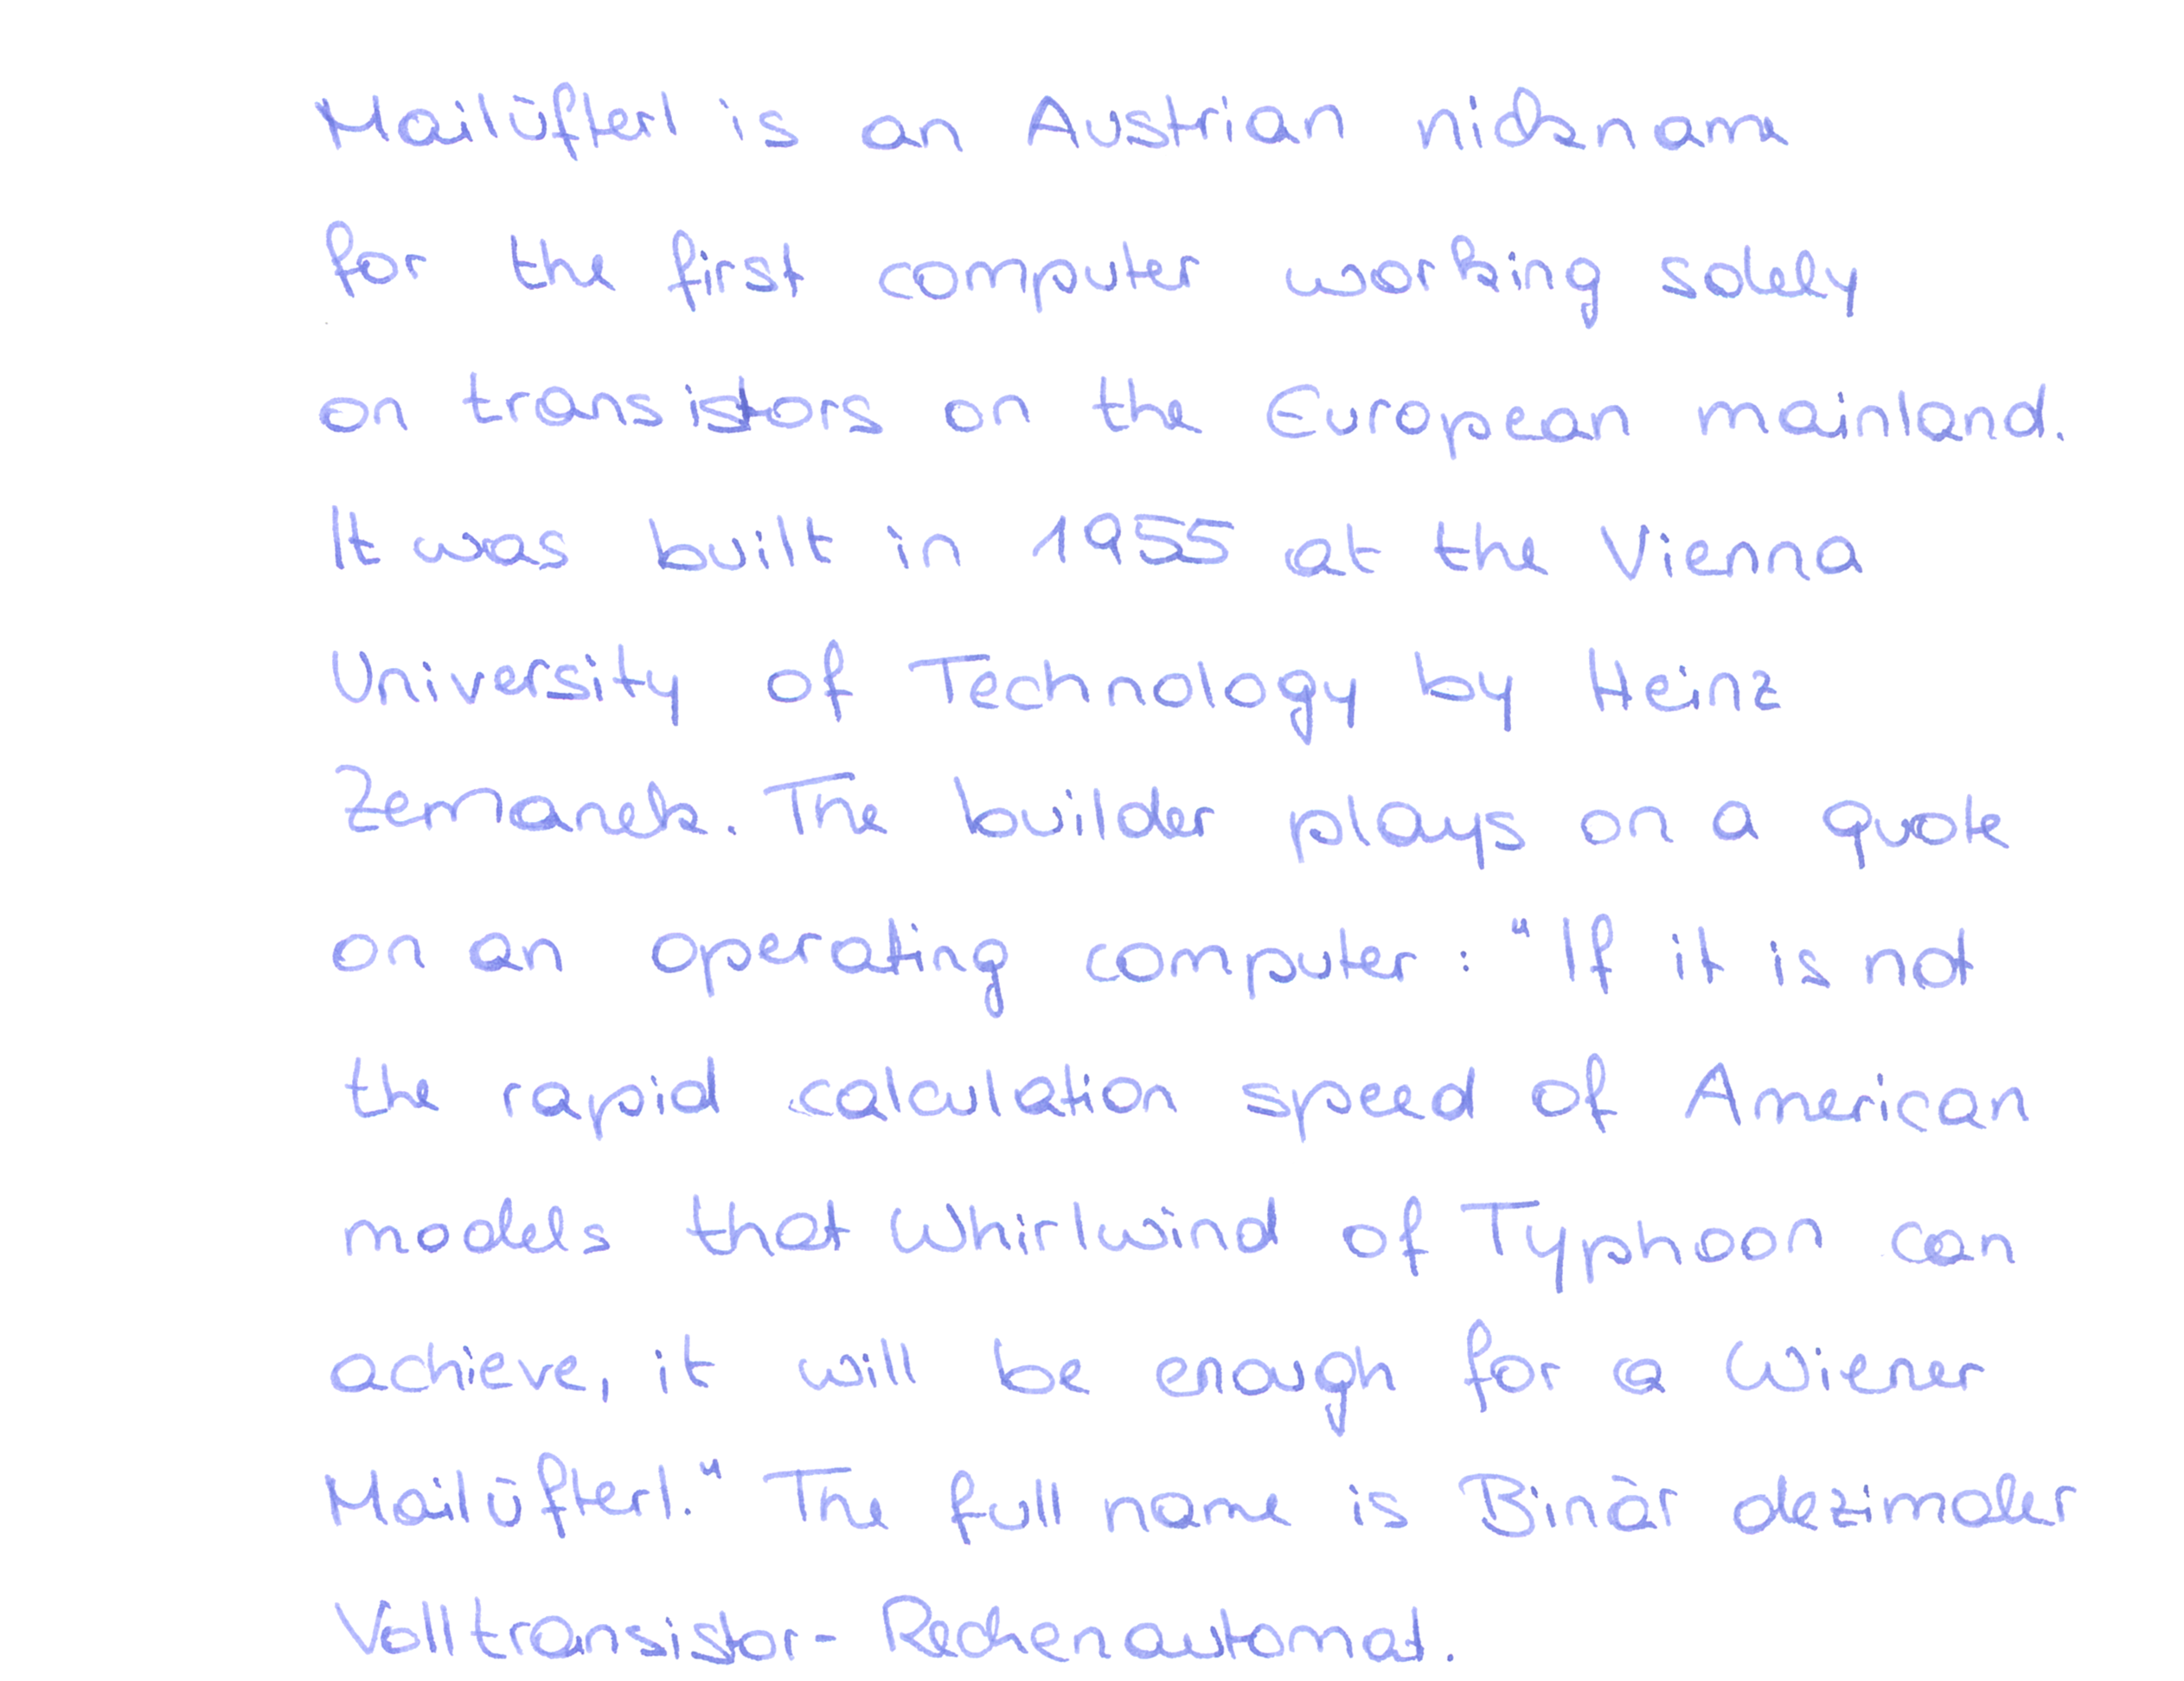 Mailüfterl is an Austrian nickname
for the first computer working solely
on transistors on the European mainland.
It was built in 1955 at the Vienna
University of Technology by Heinz
Zemanek. The builder plays on a quote
on an operating computer: "If it is not
the rapid calculation speed of American
models that Whirlwind of Typhoon can
achieve, it will be enough for a Wiener
Mailüfterl." The full name is Binär dezimaler
Volltransistor-Rechenautomat.